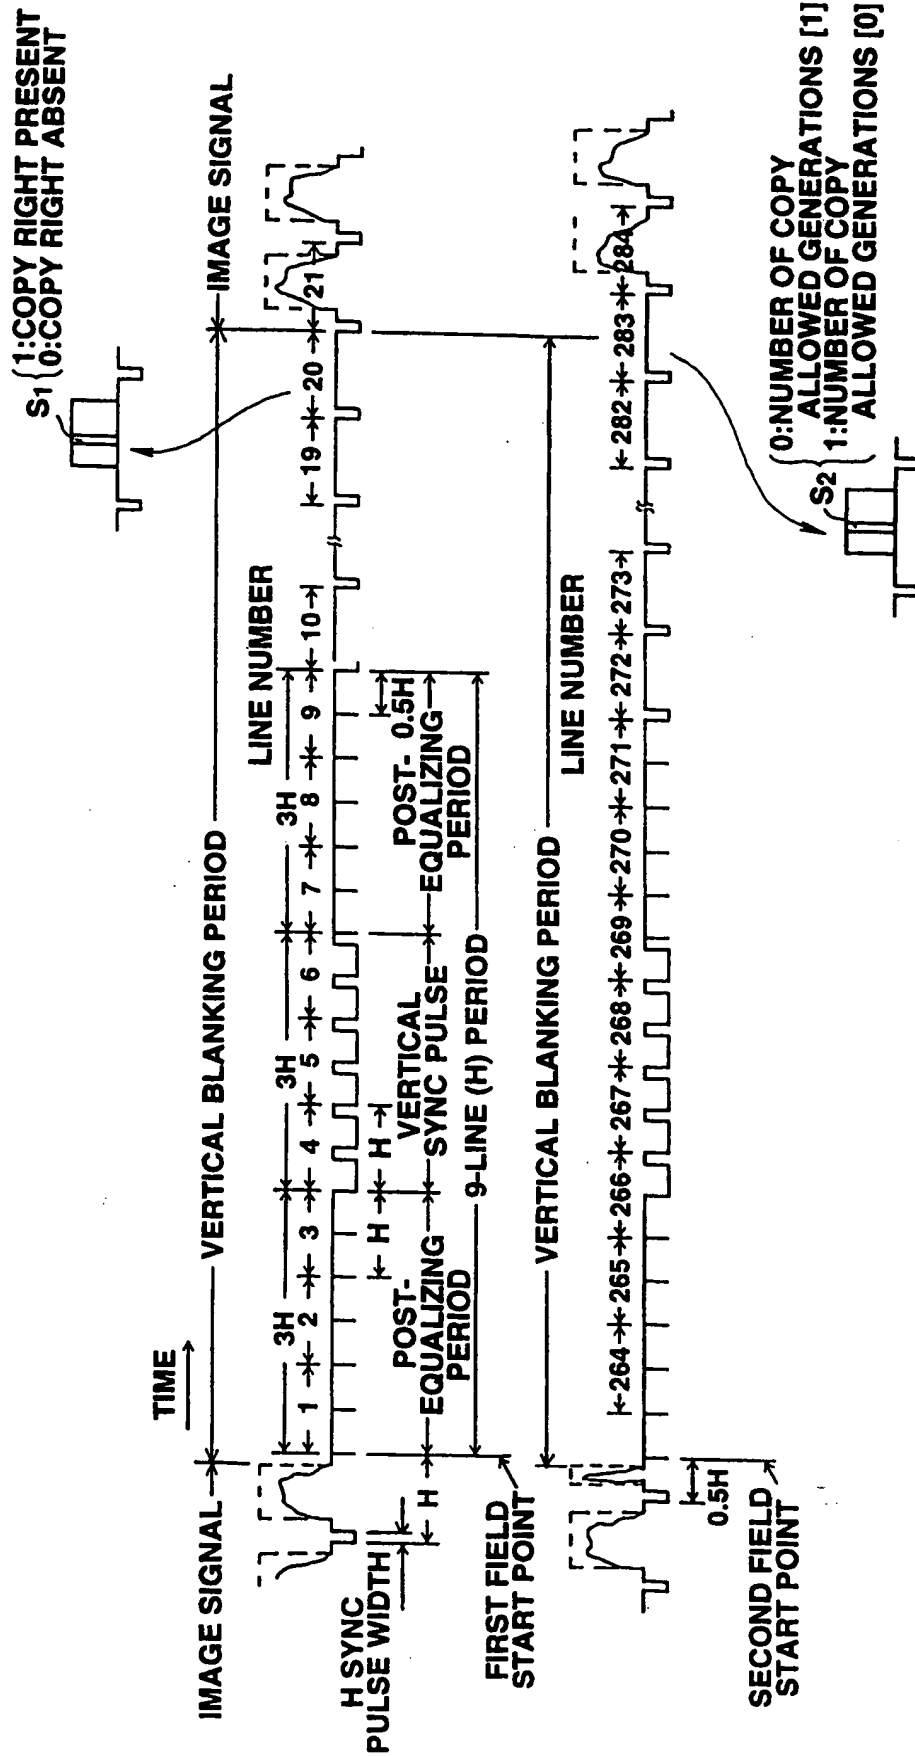 S1 { 1:COPY RIGHT PRESENT
0:COPY RIGHT ABSENT
TIME
IMAGE SIGNAL
VERTICAL BLANKING PERIOD
IMAGE SIGNAL
LINE NUMBER
3H
3H
3H
1 2 3 4 5 6 7 8 9 10 19 20 21
H SYNC
PULSE WIDTH
H
H
H
0.5H
POST-
EQUALIZING
PERIOD
VERTICAL
SYNC PULSE
POST-
EQUALIZING
PERIOD
9-LINE (H) PERIOD
FIRST FIELD
START POINT
VERTICAL BLANKING PERIOD
LINE NUMBER
264 265 266 267 268 269 270 271 272 273 282 283 284
0.5H
SECOND FIELD
START POINT
S2 { 0:NUMBER OF COPY
ALLOWED GENERATIONS [1]
1:NUMBER OF COPY
ALLOWED GENERATIONS [0]